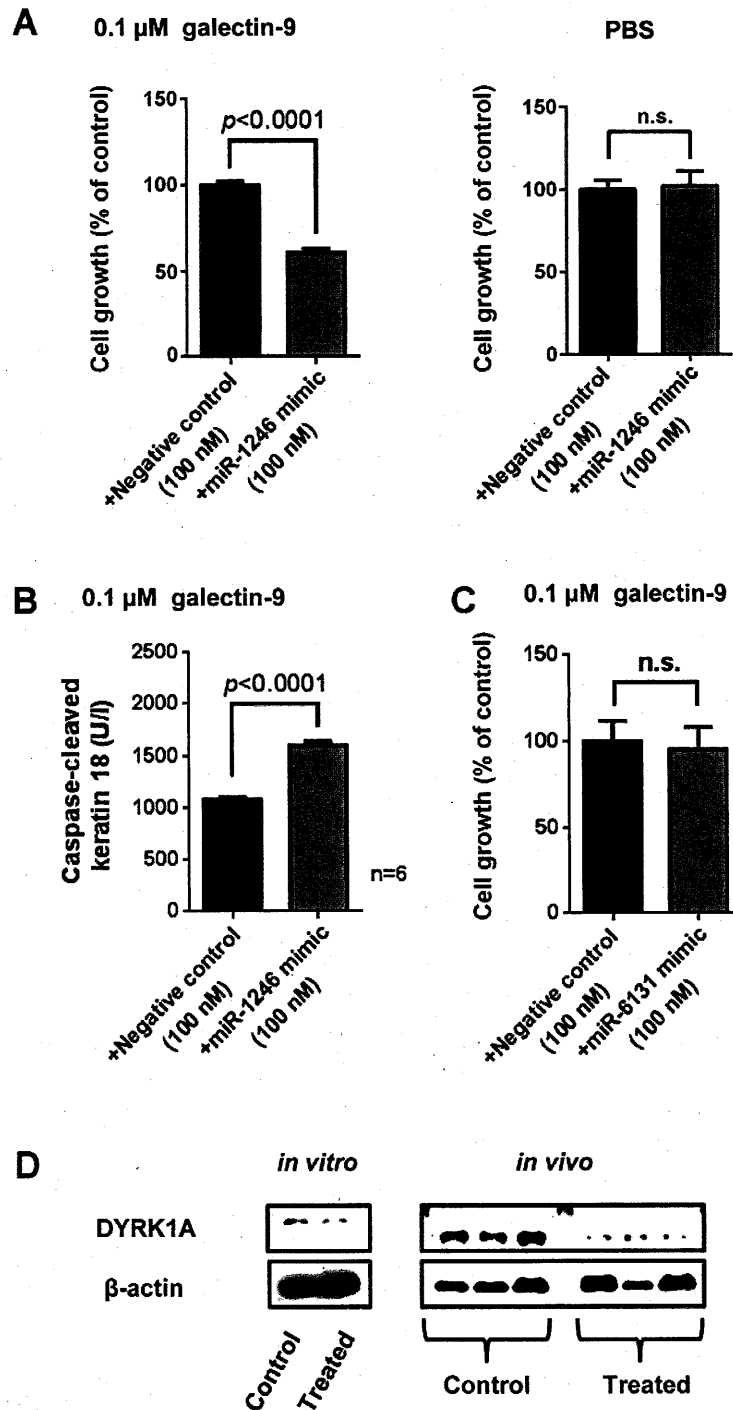 A
0.1 µM galectin-9
PBS
Cell growth (% of control)
150
100
50
0
p<0.0001
+Negative control
(100 nM)
+miR-1246 mimic
(100 nM)
Cell growth (% of control)
150
100
50
0
n.s.
+Negative control
(100 nM)
+miR-1246 mimic
(100 nM)
B
0.1 µM galectin-9
Caspase-cleaved
keratin 18 (U/l)
2500
2000
1500
1000
500
0
p<0.0001
n=6
+Negative control
(100 nM)
+miR-1246 mimic
(100 nM)
C
0.1 µM galectin-9
Cell growth (% of control)
150
100
50
0
n.s.
+Negative control
(100 nM)
+miR-6131 mimic
(100 nM)
D
in vitro
in vivo
DYRK1A
β-actin
Control
Treated
Control
Treated